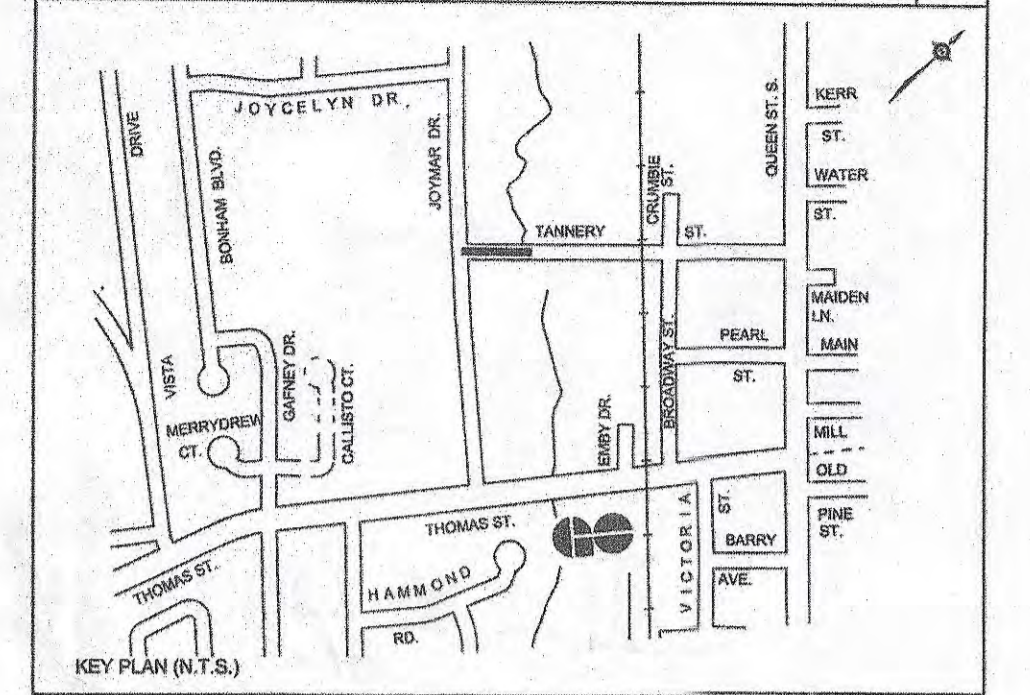 KERR
ST.
WATER
ST.
DRIVE
JOYCELYN DR.
BONHAM BLVD.
JOYMAR DR.
CRUMBIE
ST.
QUEEN ST. S.
TANNERY
ST.
MAIDEN
LN.
MAIN
PEARL
ST.
BROADWAY ST.
VISTA
GAFNEY DR.
CALLISTO CT.
MERRYDREW
CT.
EMBY DR.
MILL
OLD
PINE
ST.
THOMAS ST.
THOMAS ST.
HAMMOND
RD.
VICTORIA
ST.
BARRY
AVE.
KEY PLAN (N.T.S.)